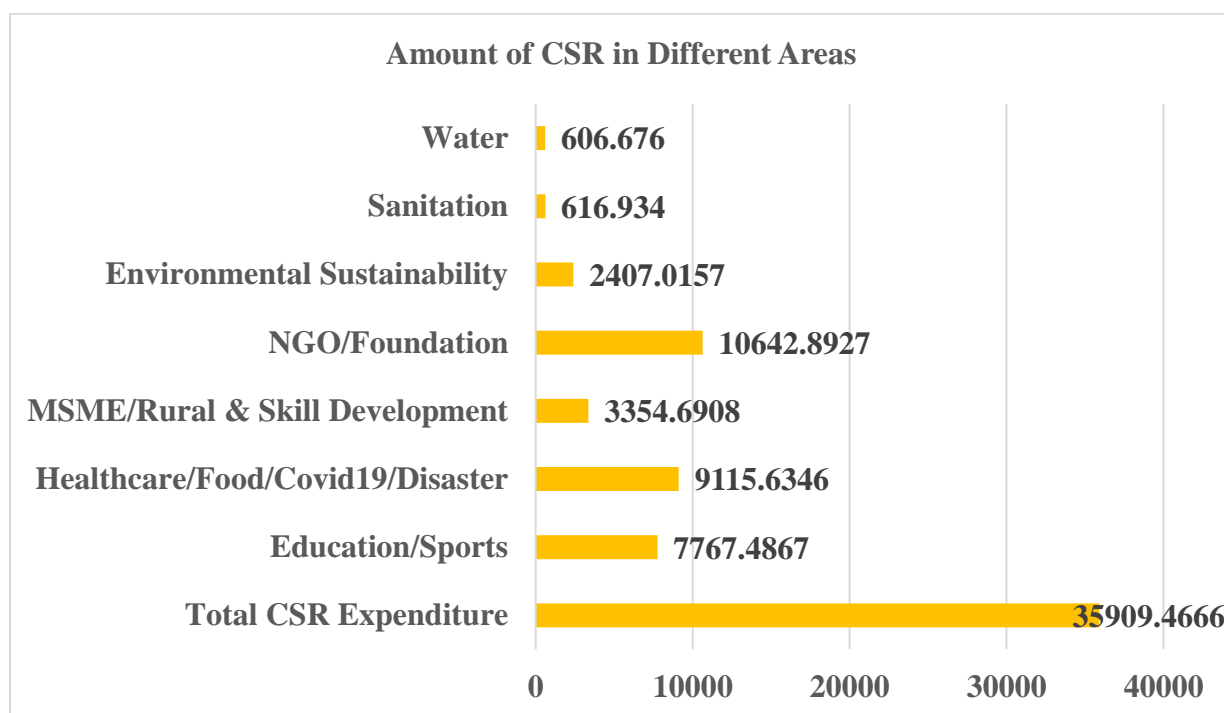 Amount of CSR in Different Areas
Water 606.676
Sanitation 616.934
Environmental Sustainability 2407.0157
NGO/Foundation 10642.8927
MSME/Rural & Skill Development 3354.6908
Healthcare/Food/Covid19/Disaster 9115.6346
Education/Sports 7767.4867
Total CSR Expenditure 35909.4666
0 10000 20000 30000 40000